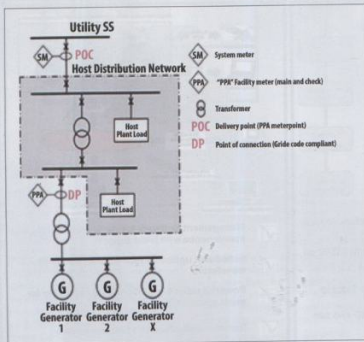 Utility SS
SM
POC
Host Distribution Network
Host
Plant Load
Host
Plant Load
PPA
DP
G
G
G
Facility
Generator
1
Facility
Generator
2
Facility
Generator
X
SM System meter
PPA "PPA" Facility meter (main and check)
Transformer
POC Delivery point (PPA meterpoint)
DP Point of connection (Gride code compliant)